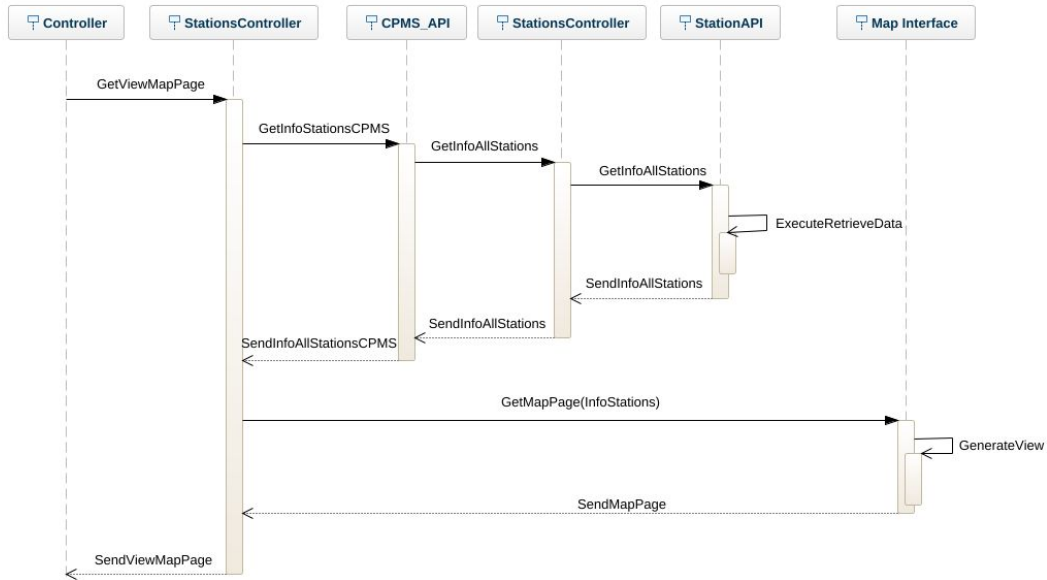 Controller
StationsController
CPMS_API
StationsController
StationAPI
Map Interface
GetViewMapPage
GetInfoStationsCPMS
GetInfoAllStations
GetInfoAllStations
ExecuteRetrieveData
SendInfoAllStations
SendInfoAllStations
SendInfoAllStationsCPMS
GetMapPage(InfoStations)
GenerateView
SendMapPage
SendViewMapPage